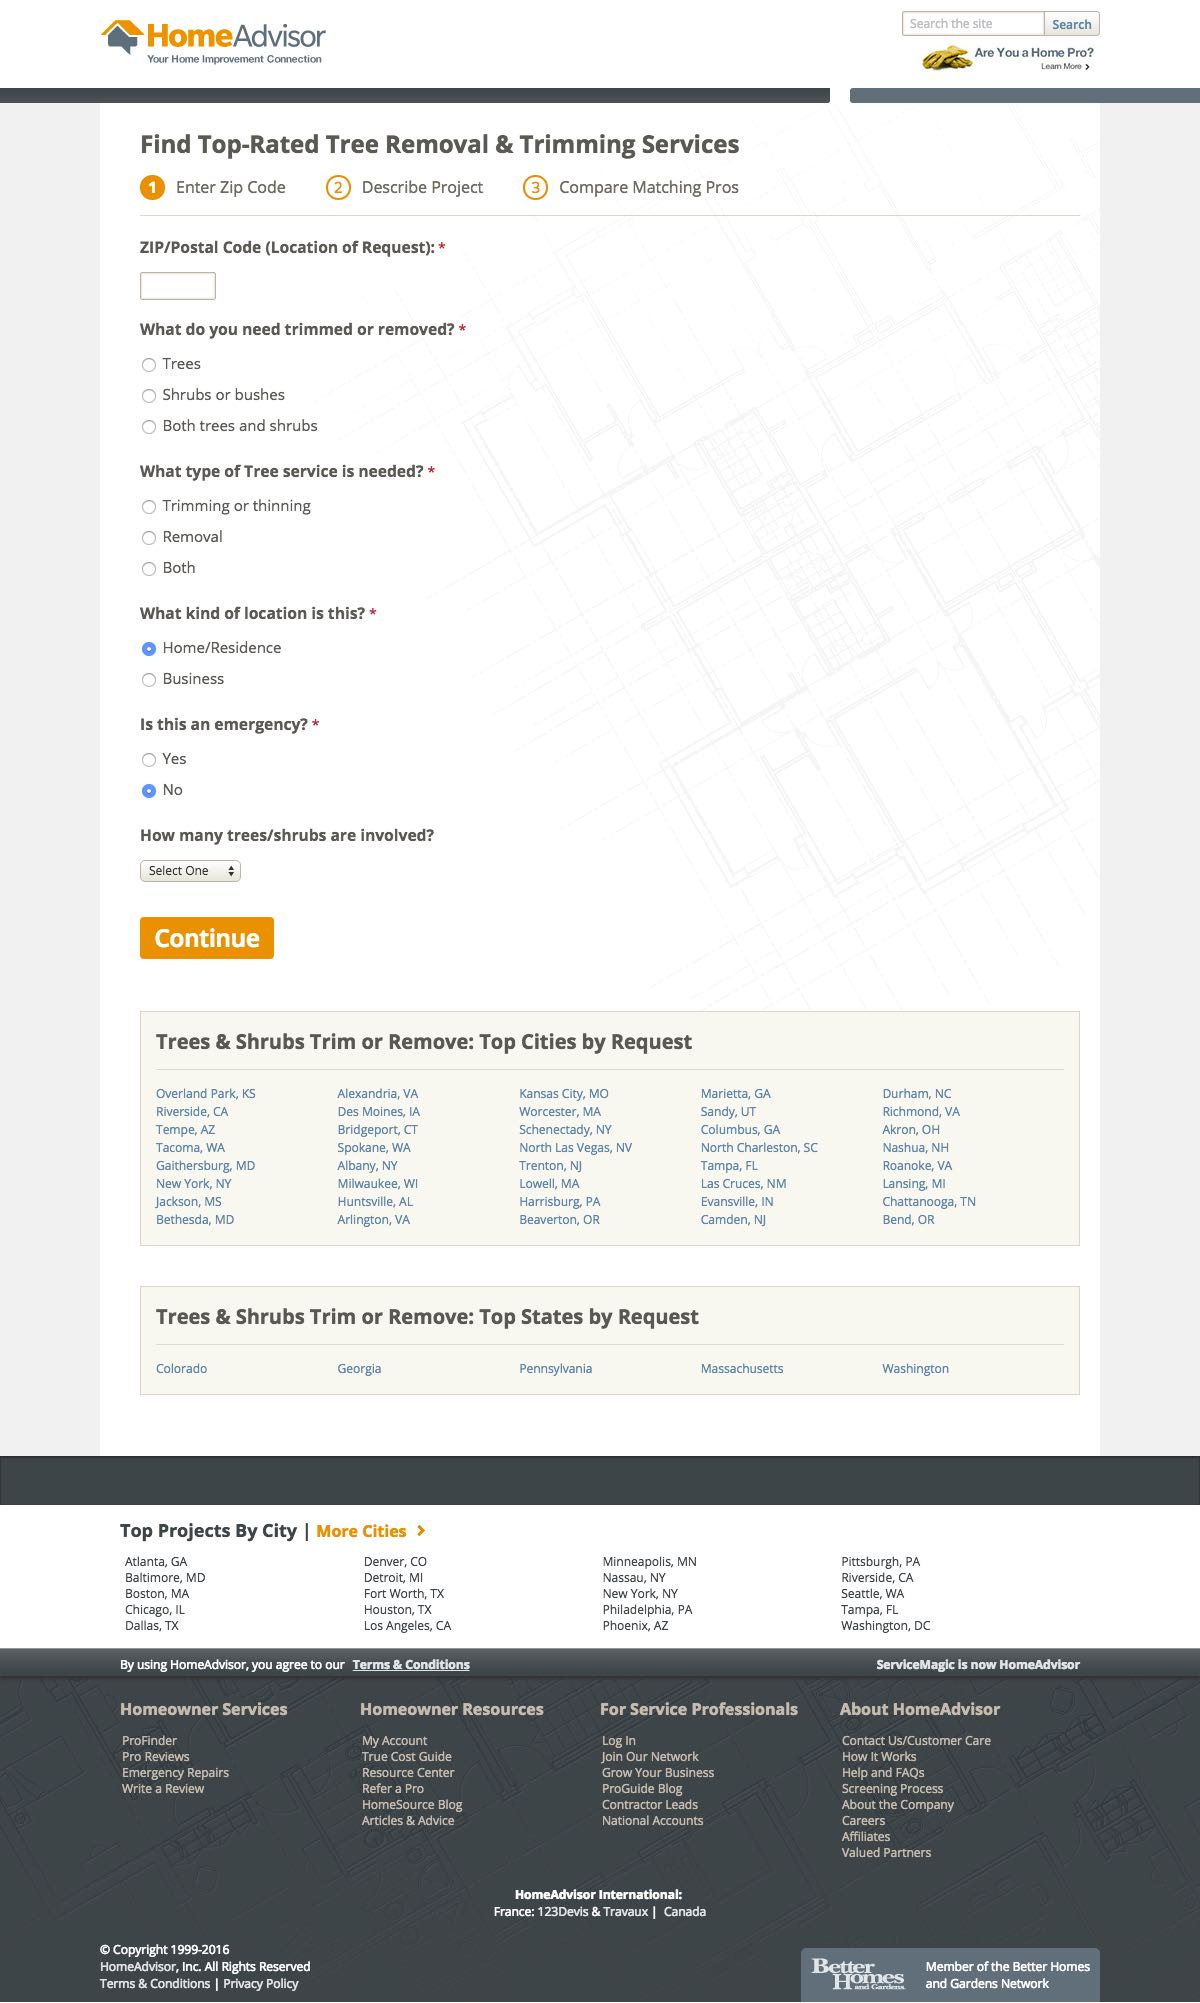 HomeAdvisor
Your Home Improvement Connection
Search the site
Search
Are You a Home Pro?
Learn More
Find Top-Rated Tree Removal & Trimming Services
1 Enter Zip Code 2 Describe Project 3 Compare Matching Pros
ZIP/Postal Code (Location of Request): *
What do you need trimmed or removed? *
Trees
Shrubs or bushes
Both trees and shrubs
What type of Tree service is needed? *
Trimming or thinning
Removal
Both
What kind of location is this? *
Home/Residence
Business
Is this an emergency? *
Yes
No
How many trees/shrubs are involved?
Select One
Continue
Trees & Shrubs Trim or Remove: Top Cities by Request
Overland Park, KS Alexandria, VA Kansas City, MO Marietta, GA Durham, NC
Riverside, CA Des Moines, IA Worcester, MA Sandy, UT Richmond, VA
Tempe, AZ Bridgeport, CT Schenectady, NY Columbus, GA Akron, OH
Tacoma, WA Spokane, WA North Las Vegas, NV North Charleston, SC Nashua, NH
Gaithersburg, MD Albany, NY Trenton, NJ Tampa, FL Roanoke, VA
New York, NY Milwaukee, WI Lowell, MA Las Cruces, NM Lansing, MI
Jackson, MS Huntsville, AL Harrisburg, PA Evansville, IN Chattanooga, TN
Bethesda, MD Arlington, VA Beaverton, OR Camden, NJ Bend, OR
Trees & Shrubs Trim or Remove: Top States by Request
Colorado Georgia Pennsylvania Massachusetts Washington
Top Projects By City | More Cities
Atlanta, GA Denver, CO Minneapolis, MN Pittsburgh, PA
Baltimore, MD Detroit, MI Nassau, NY Riverside, CA
Boston, MA Fort Worth, TX New York, NY Seattle, WA
Chicago, IL Houston, TX Philadelphia, PA Tampa, FL
Dallas, TX Los Angeles, CA Phoenix, AZ Washington, DC
By using HomeAdvisor, you agree to our Terms & Conditions ServiceMagic is now HomeAdvisor
Homeowner Services
ProFinder
Pro Reviews
Emergency Repairs
Write a Review
Homeowner Resources
My Account
True Cost Guide
Resource Center
Refer a Pro
HomeSource Blog
Articles & Advice
For Service Professionals
Log In
Join Our Network
Grow Your Business
ProGuide Blog
Contractor Leads
National Accounts
About HomeAdvisor
Contact Us/Customer Care
How It Works
Help and FAQs
Screening Process
About the Company
Careers
Affiliates
Valued Partners
HomeAdvisor International:
France: 123Devis & Travaux | Canada
© Copyright 1999-2016
HomeAdvisor, Inc. All Rights Reserved
Terms & Conditions | Privacy Policy
Better
Homes
and Gardens.
Member of the Better Homes
and Gardens Network